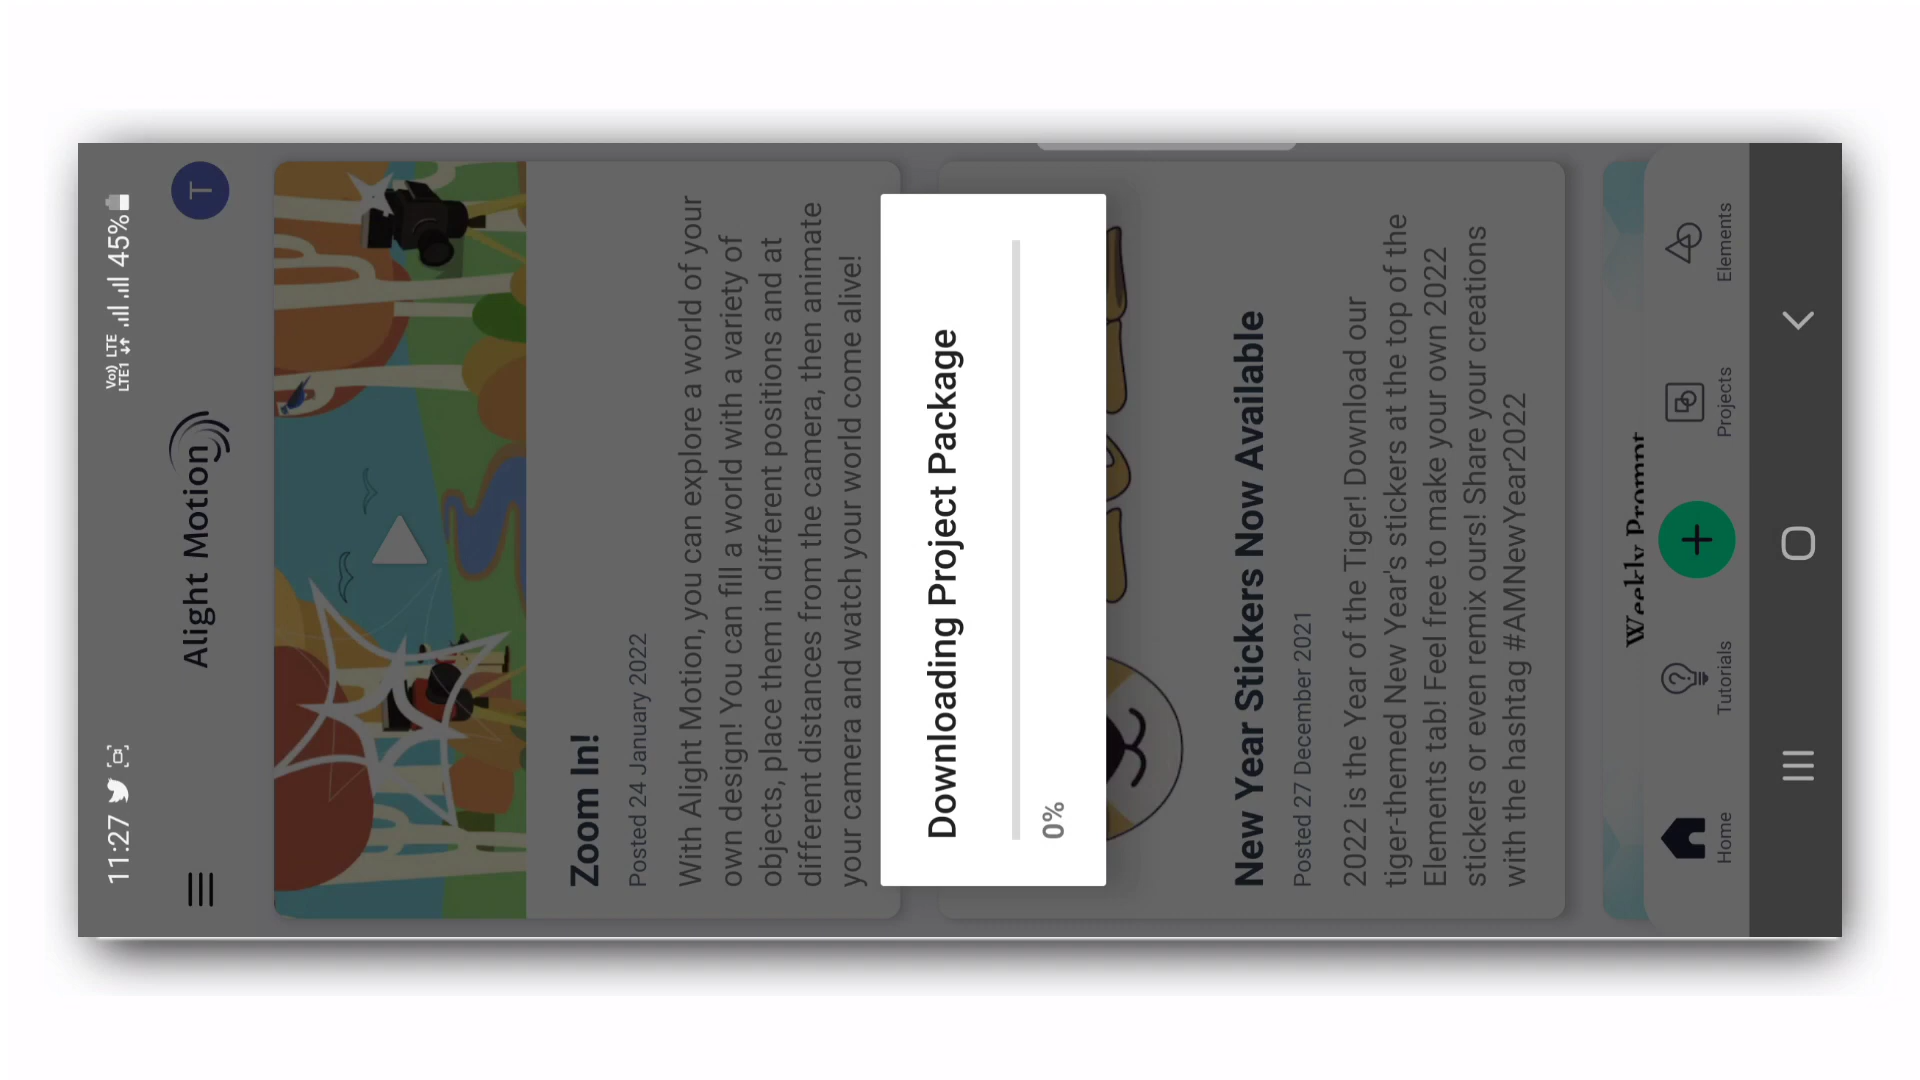 11:27
Vo)) LTE
LTE1
45%
Alight Motion
T
Zoom In!
Posted 24 January 2022
With Alight Motion, you can explore a world of your
own design! You can fill a world with a variety of
objects, place them in different positions and at
different distances from the camera, then animate
your camera and watch your world come alive!
Downloading Project Package
0%
New Year Stickers Now Available
Posted 27 December 2021
2022 is the Year of the Tiger! Download our
tiger-themed New Year's stickers at the top of the
Elements tab! Feel free to make your own 2022
stickers or even remix ours! Share your creations
with the hashtag #AMNewYear2022
Weekly Prompt
Home
Tutorials
Projects
Elements